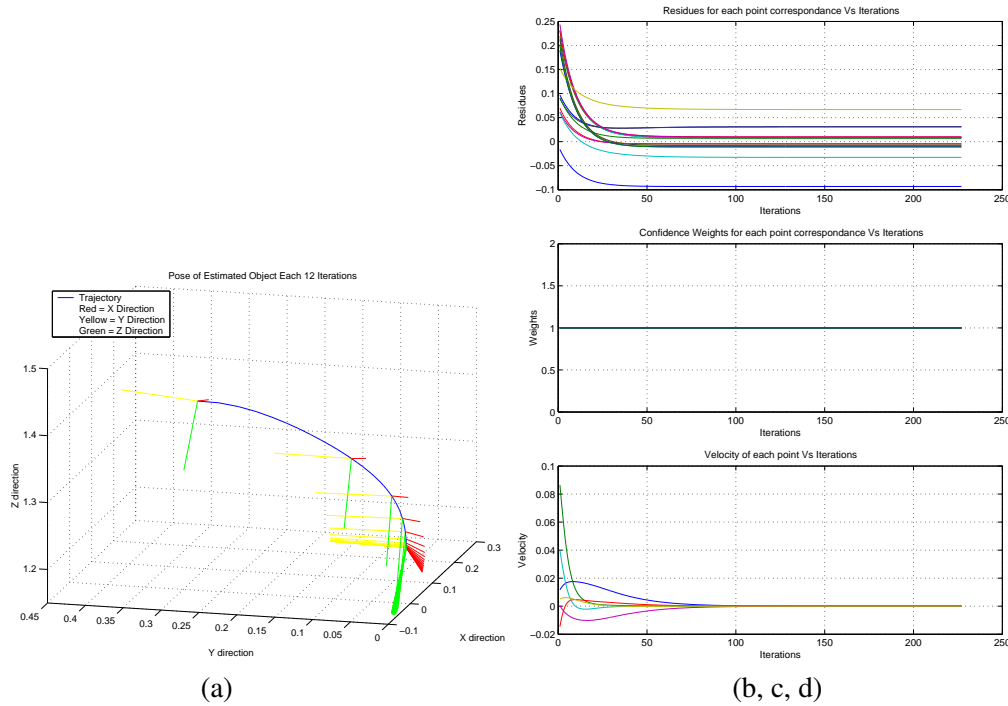 Pose of Estimated Object Each 12 Iterations
Trajectory
Red = X Direction
Yellow = Y Direction
Green = Z Direction
1.5
1.4
1.3
1.2
Z direction
0.45
0.4
0.35
0.3
0.25
0.2
0.15
0.1
0.05
0
Y direction
−0.1
0
0.1
0.2
0.3
X direction
(a)
Residues for each point correspondance Vs Iterations
0.25
0.2
0.15
0.1
0.05
0
−0.05
−0.1
Residues
0 50 100 150 200 250
Iterations
Confidence Weights for each point correspondance Vs Iterations
2
1.5
1
0.5
0
Weights
0 50 100 150 200 250
Iterations
Velocity of each point Vs Iterations
0.1
0.08
0.06
0.04
0.02
0
−0.02
Velocity
0 50 100 150 200 250
Iterations
(b, c, d)